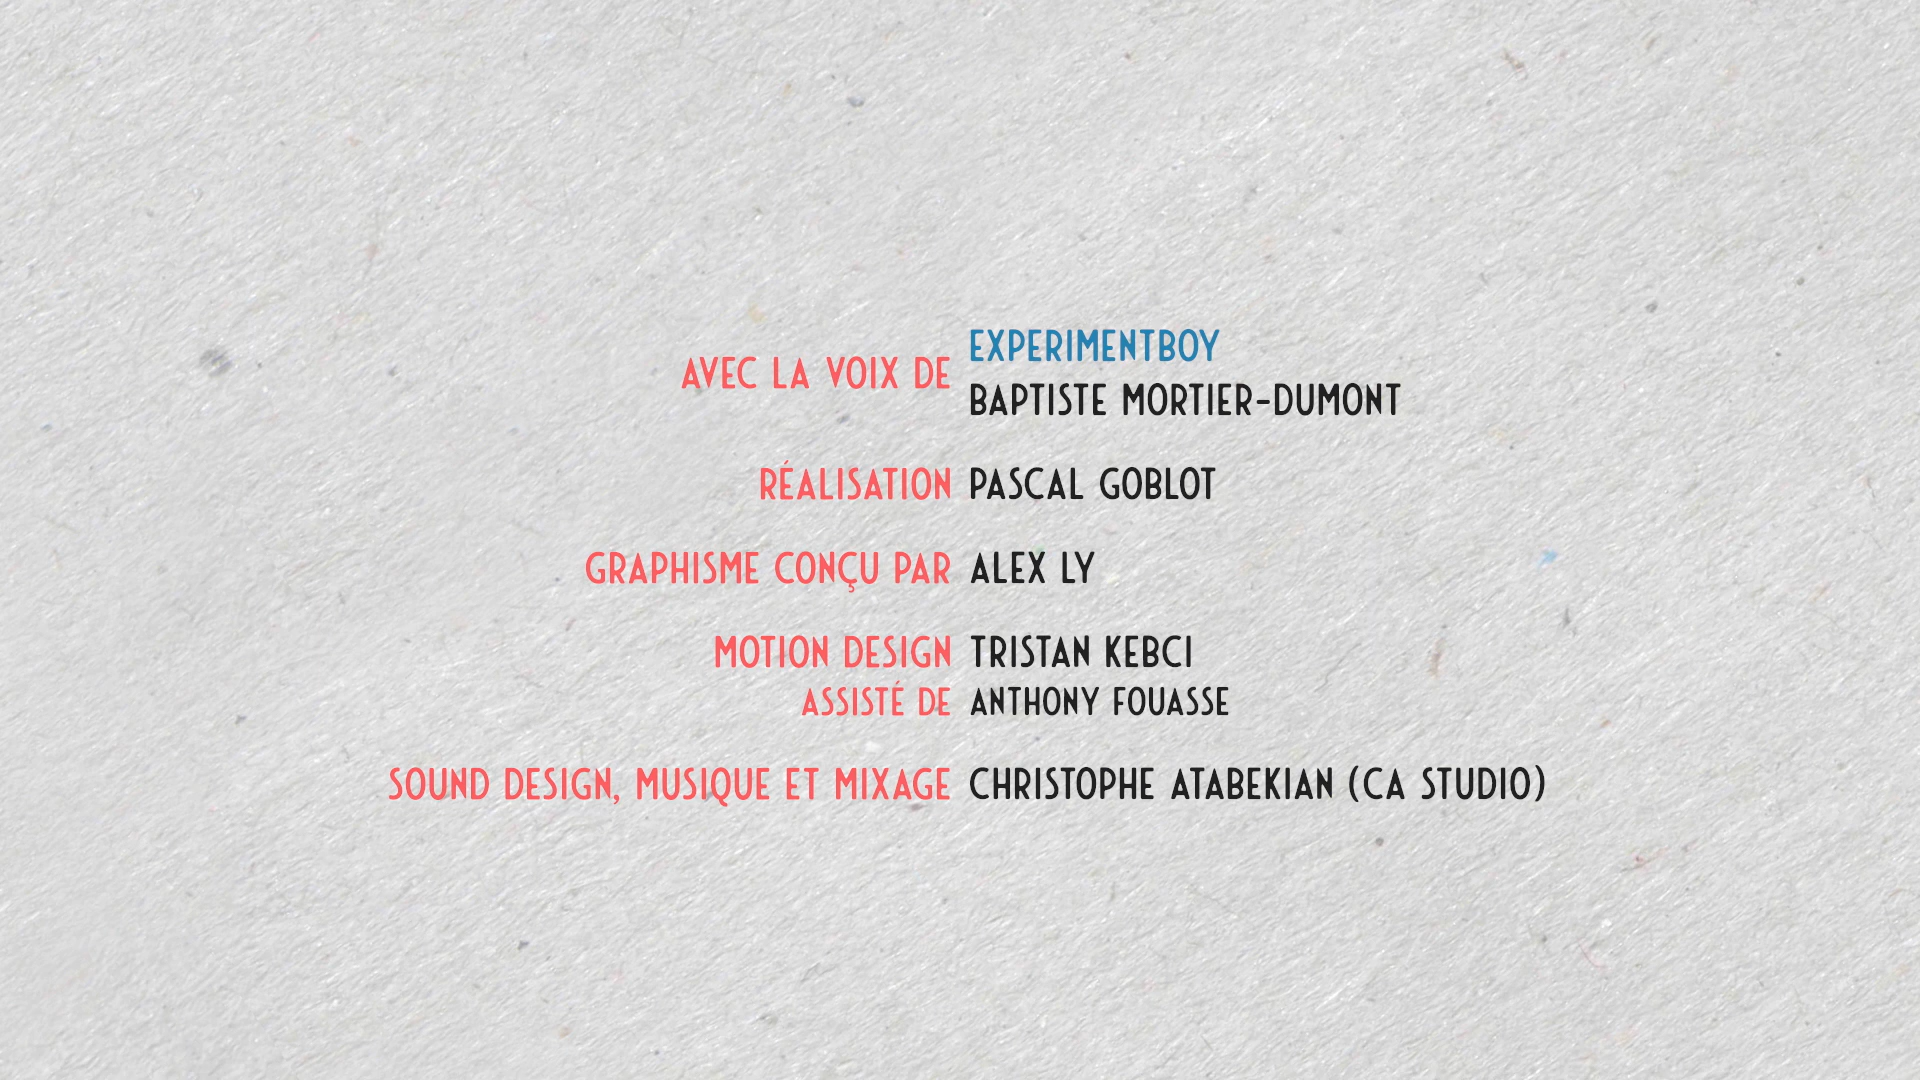 AVEC LA VOIX DE EXPERIMENTBOY
BAPTISTE MORTIER-DUMONT
RÉALISATION PASCAL GOBLOT
GRAPHISME CONÇU PAR ALEX LY
MOTION DESIGN TRISTAN KEBCI
ASSISTÉ DE ANTHONY FOUASSE
SOUND DESIGN, MUSIQUE ET MIXAGE CHRISTOPHE ATABEKIAN (CA STUDIO)